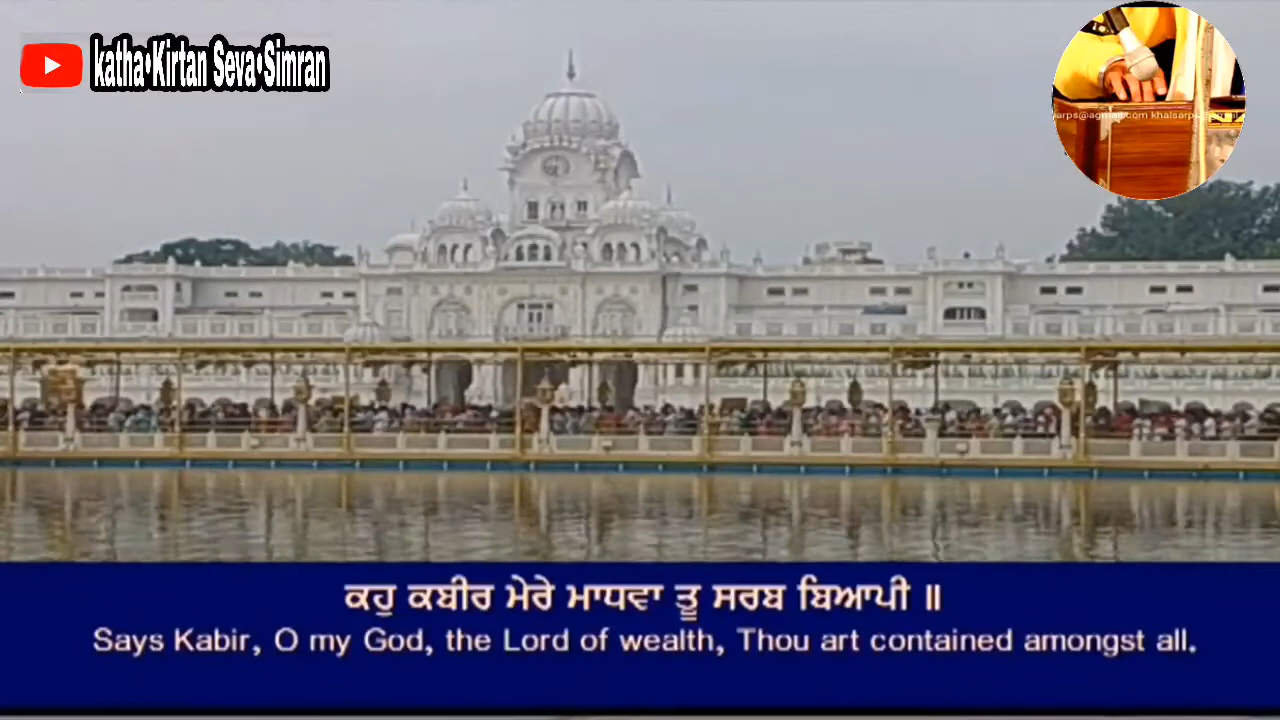 katha•Kirtan Seva•Simran
ਕਹੁ ਕਬੀਰ ਮੇਰੇ ਮਾਧਵਾ ਤੂ ਸਰਬ ਬਿਆਪੀ ॥
Says Kabir, O my God, the Lord of wealth, Thou art contained amongst all.